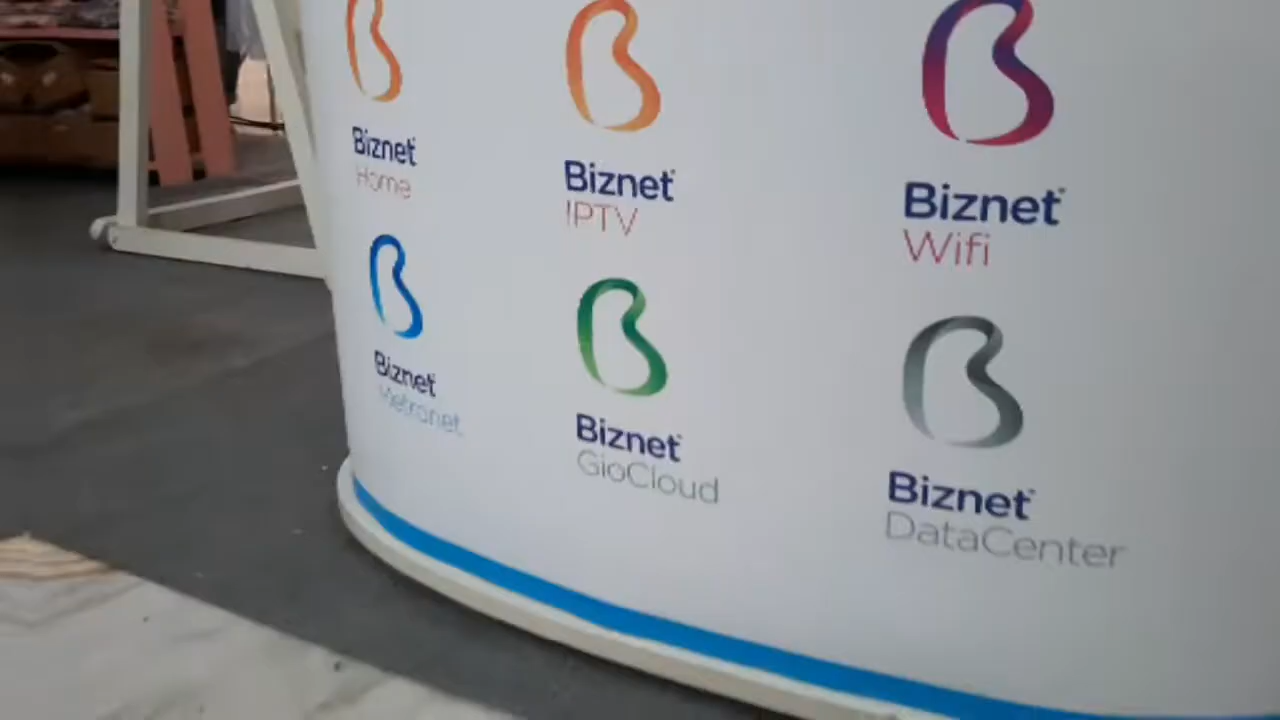 Biznet
Home
Biznet
IPTV
Biznet
Wifi
Biznet
Metronet
Biznet
GioCloud
Biznet
DataCenter